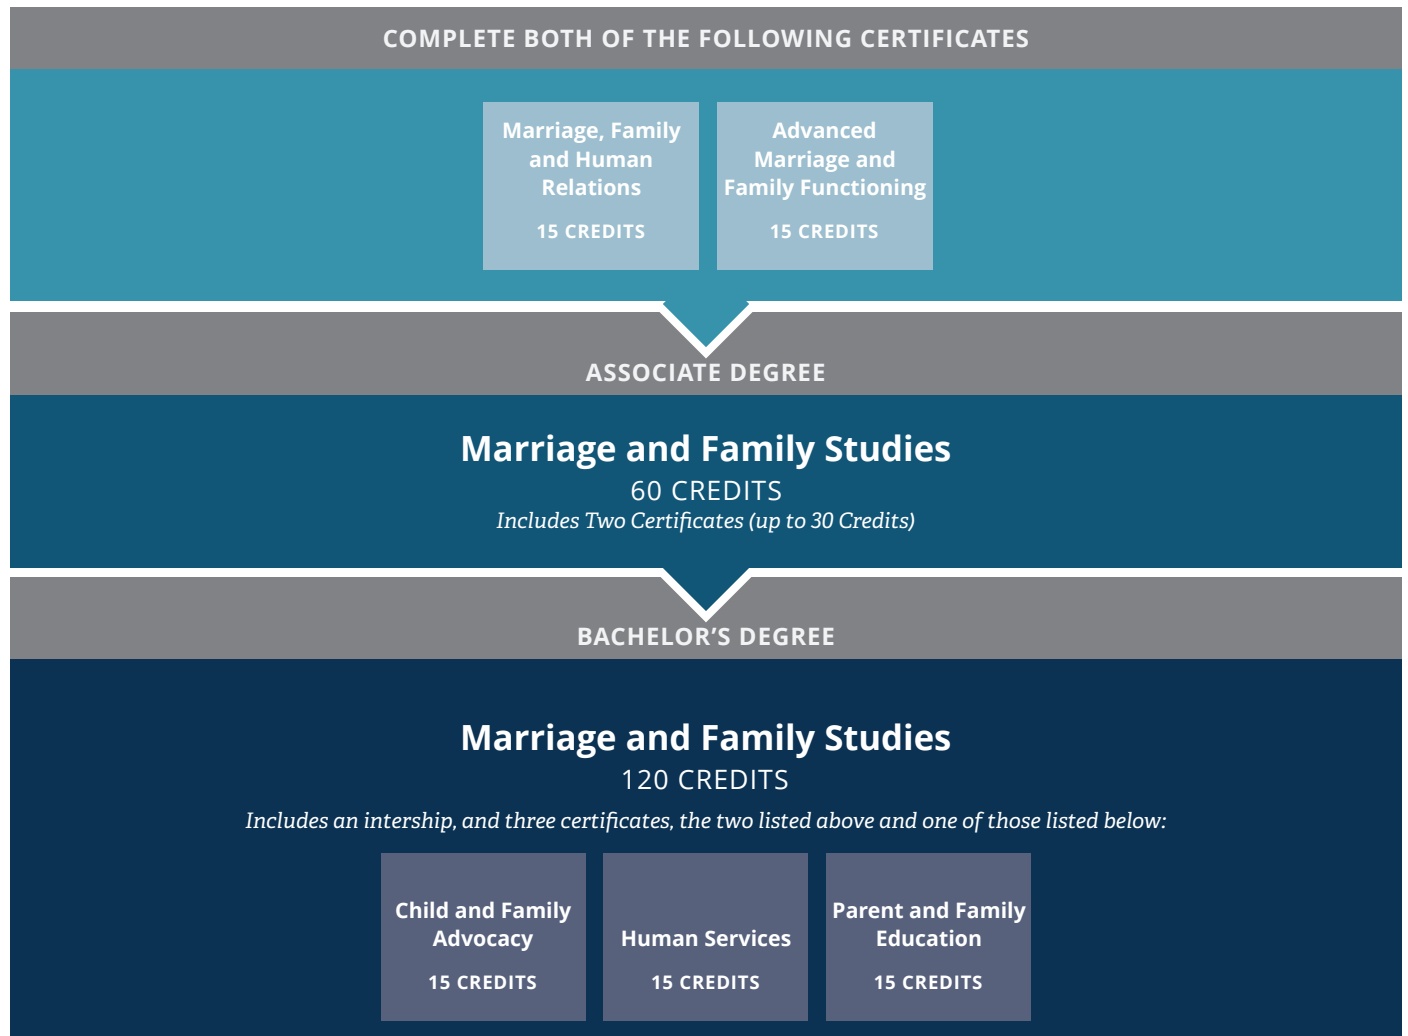 COMPLETE BOTH OF THE FOLLOWING CERTIFICATES
Marriage, Family
and Human
Relations
15 CREDITS
Advanced
Marriage and
Family Functioning
15 CREDITS
ASSOCIATE DEGREE
Marriage and Family Studies
60 CREDITS
Includes Two Certificates (up to 30 Credits)
BACHELOR’S DEGREE
Marriage and Family Studies
120 CREDITS
Includes an intership, and three certificates, the two listed above and one of those listed below:
Child and Family
Advocacy
15 CREDITS
Human Services
15 CREDITS
Parent and Family
Education
15 CREDITS